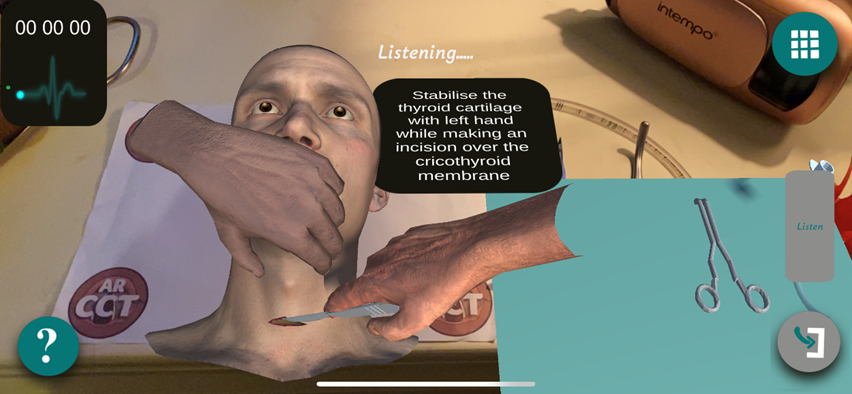 00 00 00
Listening.....
intempo
Stabilise the
thyroid cartilage
with left hand
while making an
incision over the
cricothyroid
membrane
Listen
AR
CCT
CCT
?